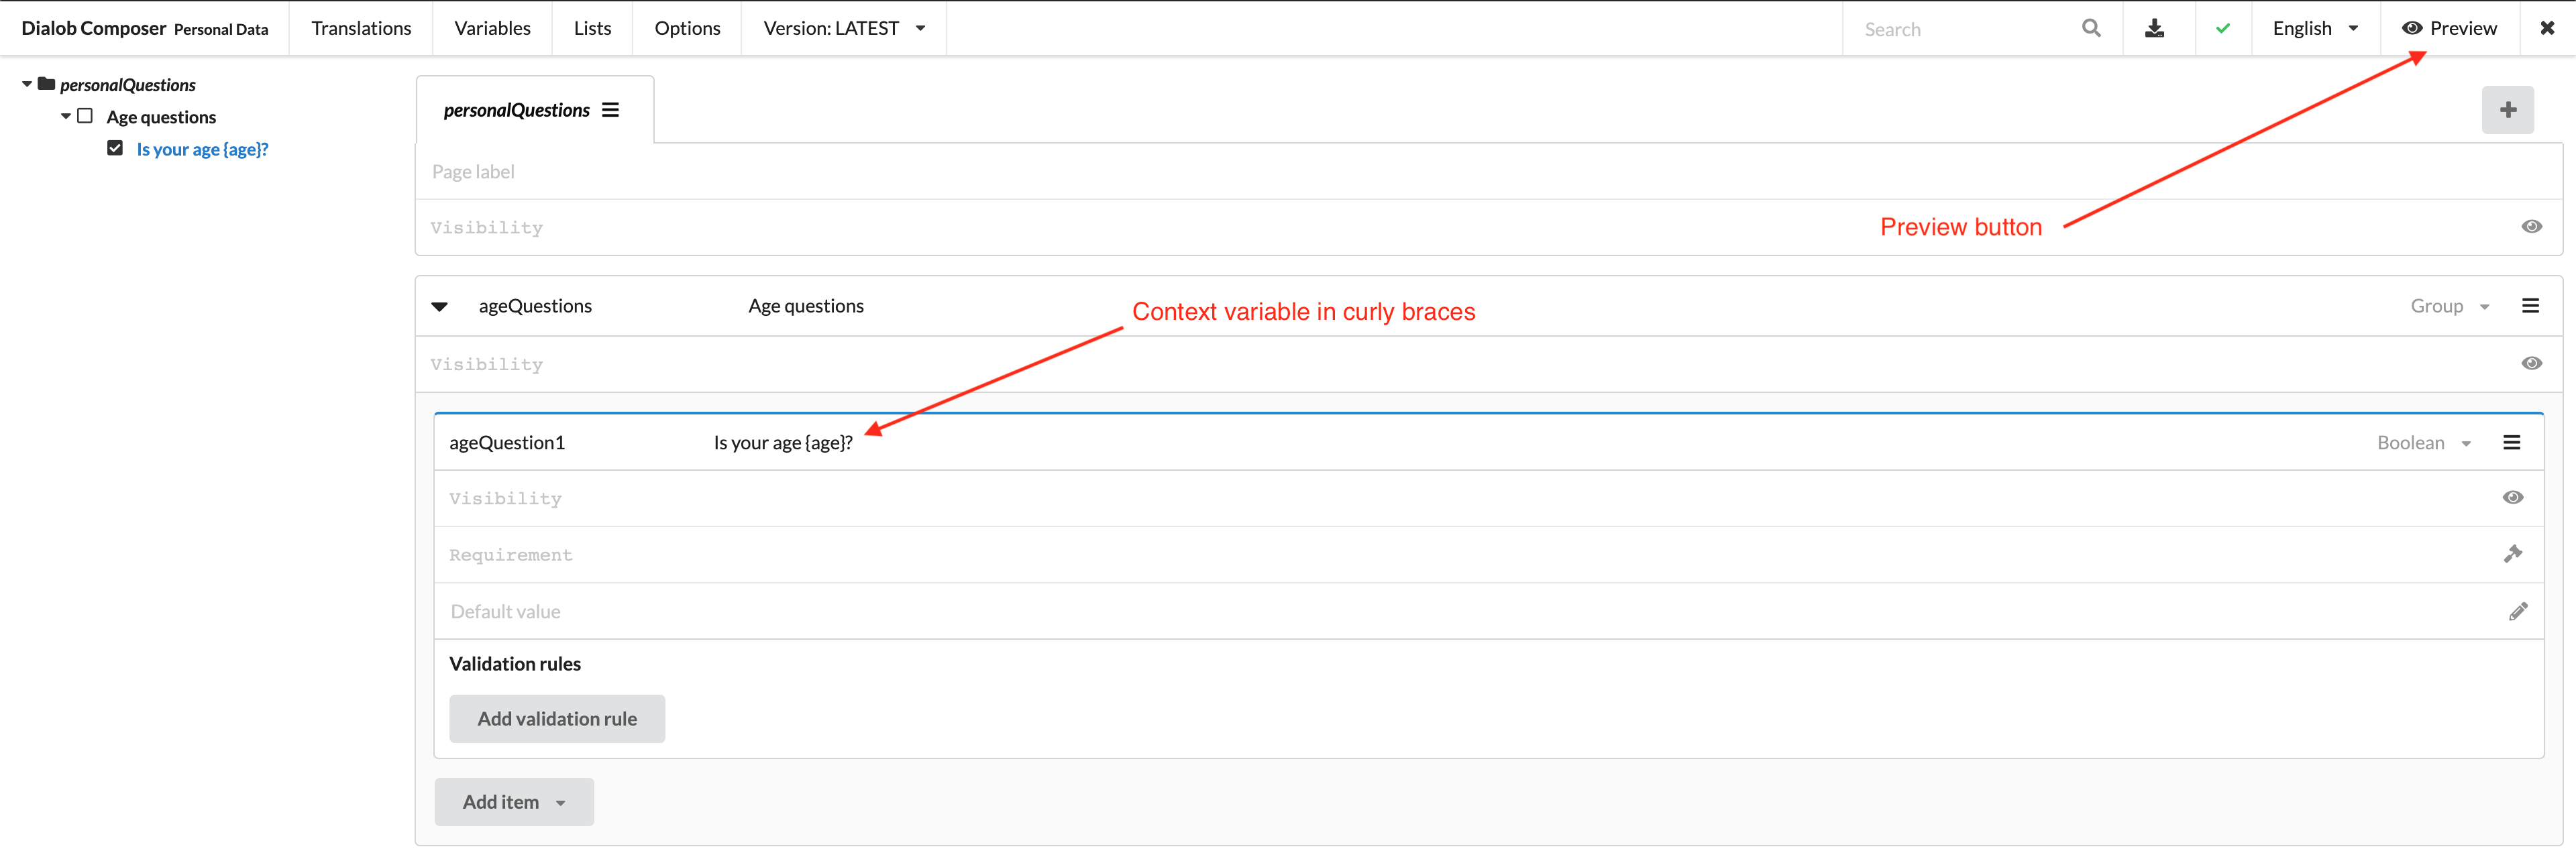 Dialob Composer Personal Data Translations Variables Lists Options Version: LATEST Search English Preview
personalQuestions
Age questions
Is your age {age}?
personalQuestions
Page label
Visibility
Preview button
ageQuestions Age questions Group
Context variable in curly braces
Visibility
ageQuestion1 Is your age {age}? Boolean
Visibility
Requirement
Default value
Validation rules
Add validation rule
Add item